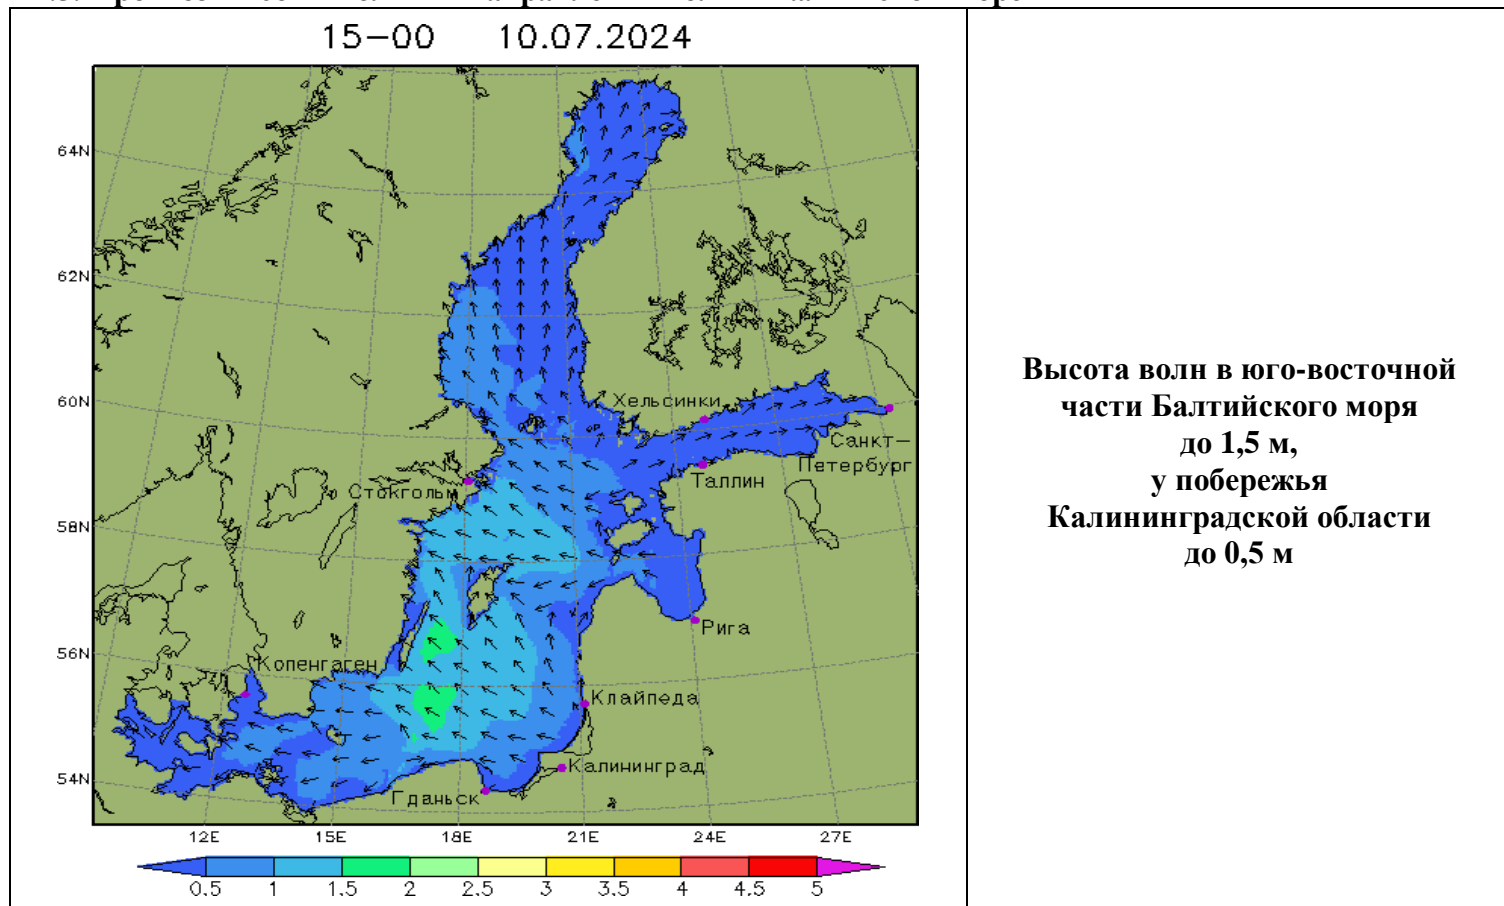 15-00 10.07.2024
64N
62N
60N
58N
56N
54N
Хельсинки
Санкт-
Петербург
Таллин
Стокгольм
Рига
Копенгаген
Клайпеда
Калининград
Гданьск
12E 15E 18E 21E 24E 27E
0.5 1 1.5 2 2.5 3 3.5 4 4.5 5
Высота волн в юго-восточной
части Балтийского моря
до 1,5 м,
у побережья
Калининградской области
до 0,5 м